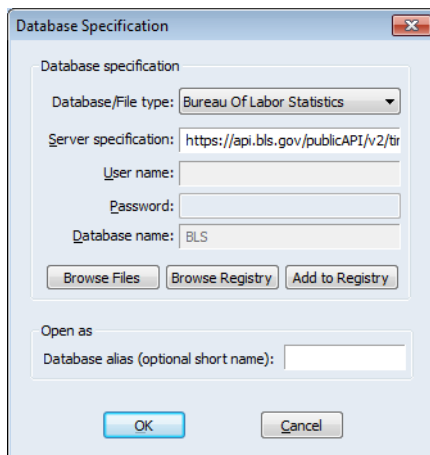 Database Specification
Database specification
Database/File type: Bureau Of Labor Statistics
Server specification: https://api.bls.gov/publicAPI/v2/tir
User name:
Password:
Database name: BLS
Browse Files Browse Registry Add to Registry
Open as
Database alias (optional short name):
OK Cancel